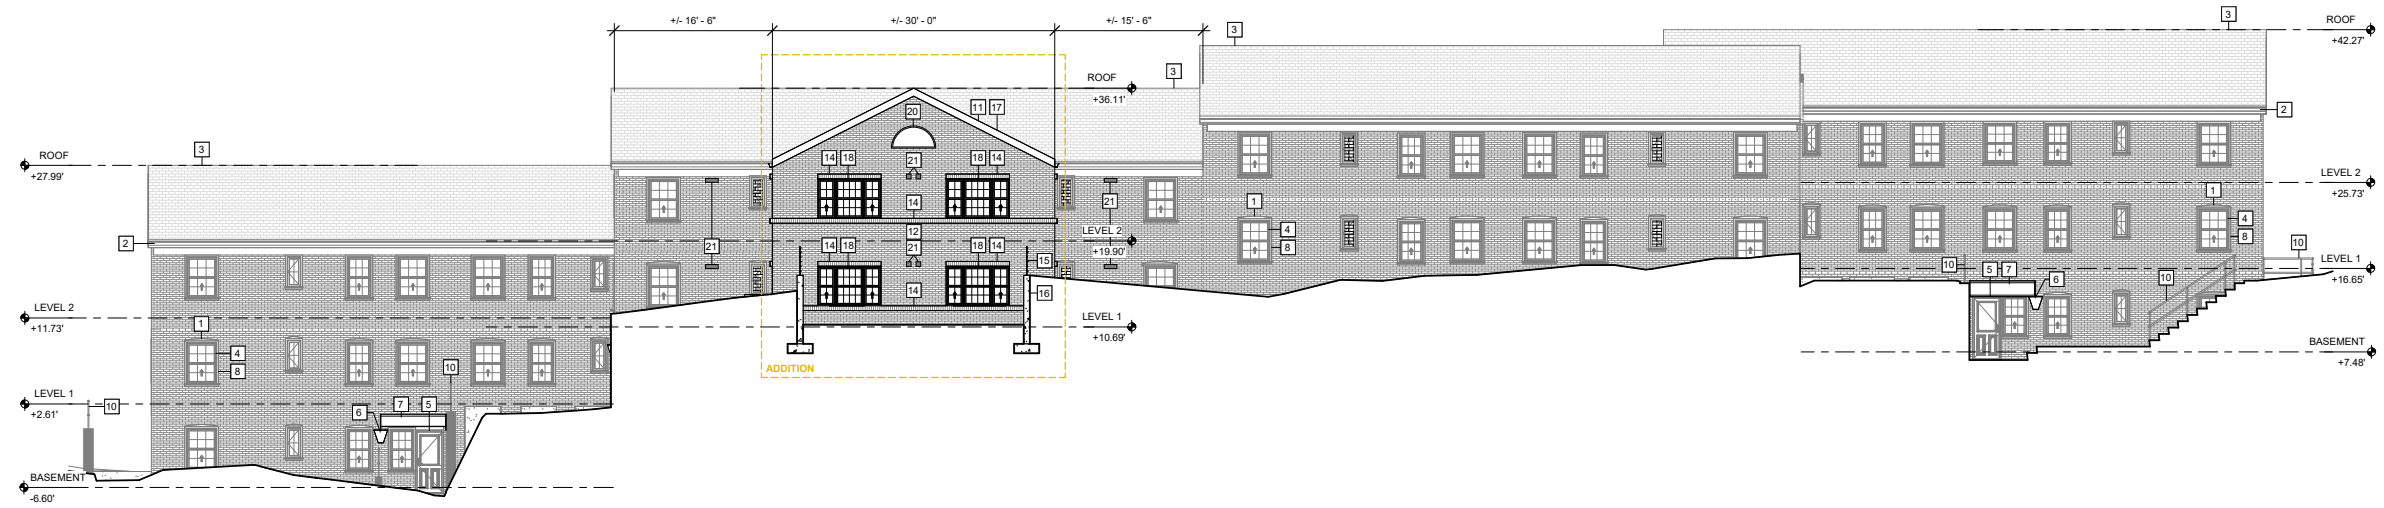 +/- 16' - 6" +/- 30' - 0" +/- 15' - 6"
3
3
ROOF
+42.27'
3
ROOF
+36.11'
20 11 17
2
3
ROOF
+27.99'
14 18 21 18 14
LEVEL 2
+25.73'
1
14
21
1
4
8
4
8
12
21
14 18 18 14
LEVEL 2
+19.90'
21
2
10
15
10
5 7
6
10
LEVEL 1
+16.65'
14
16
LEVEL 2
+11.73'
1
LEVEL 1
+10.69'
BASEMENT
+7.48'
4
8
10
ADDITION
LEVEL 1
+2.61'
10
6 7 5
BASEMENT
-6.60'